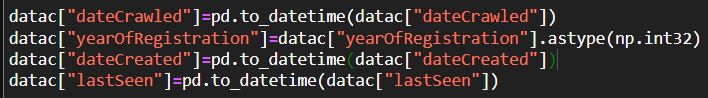 datac["dateCrawled"]=pd.to_datetime(datac["dateCrawled"])
datac["yearOfRegistration"]=datac["yearOfRegistration"].astype(np.int32)
datac["dateCreated"]=pd.to_datetime(datac["dateCreated"])
datac["lastSeen"]=pd.to_datetime(datac["lastSeen"])